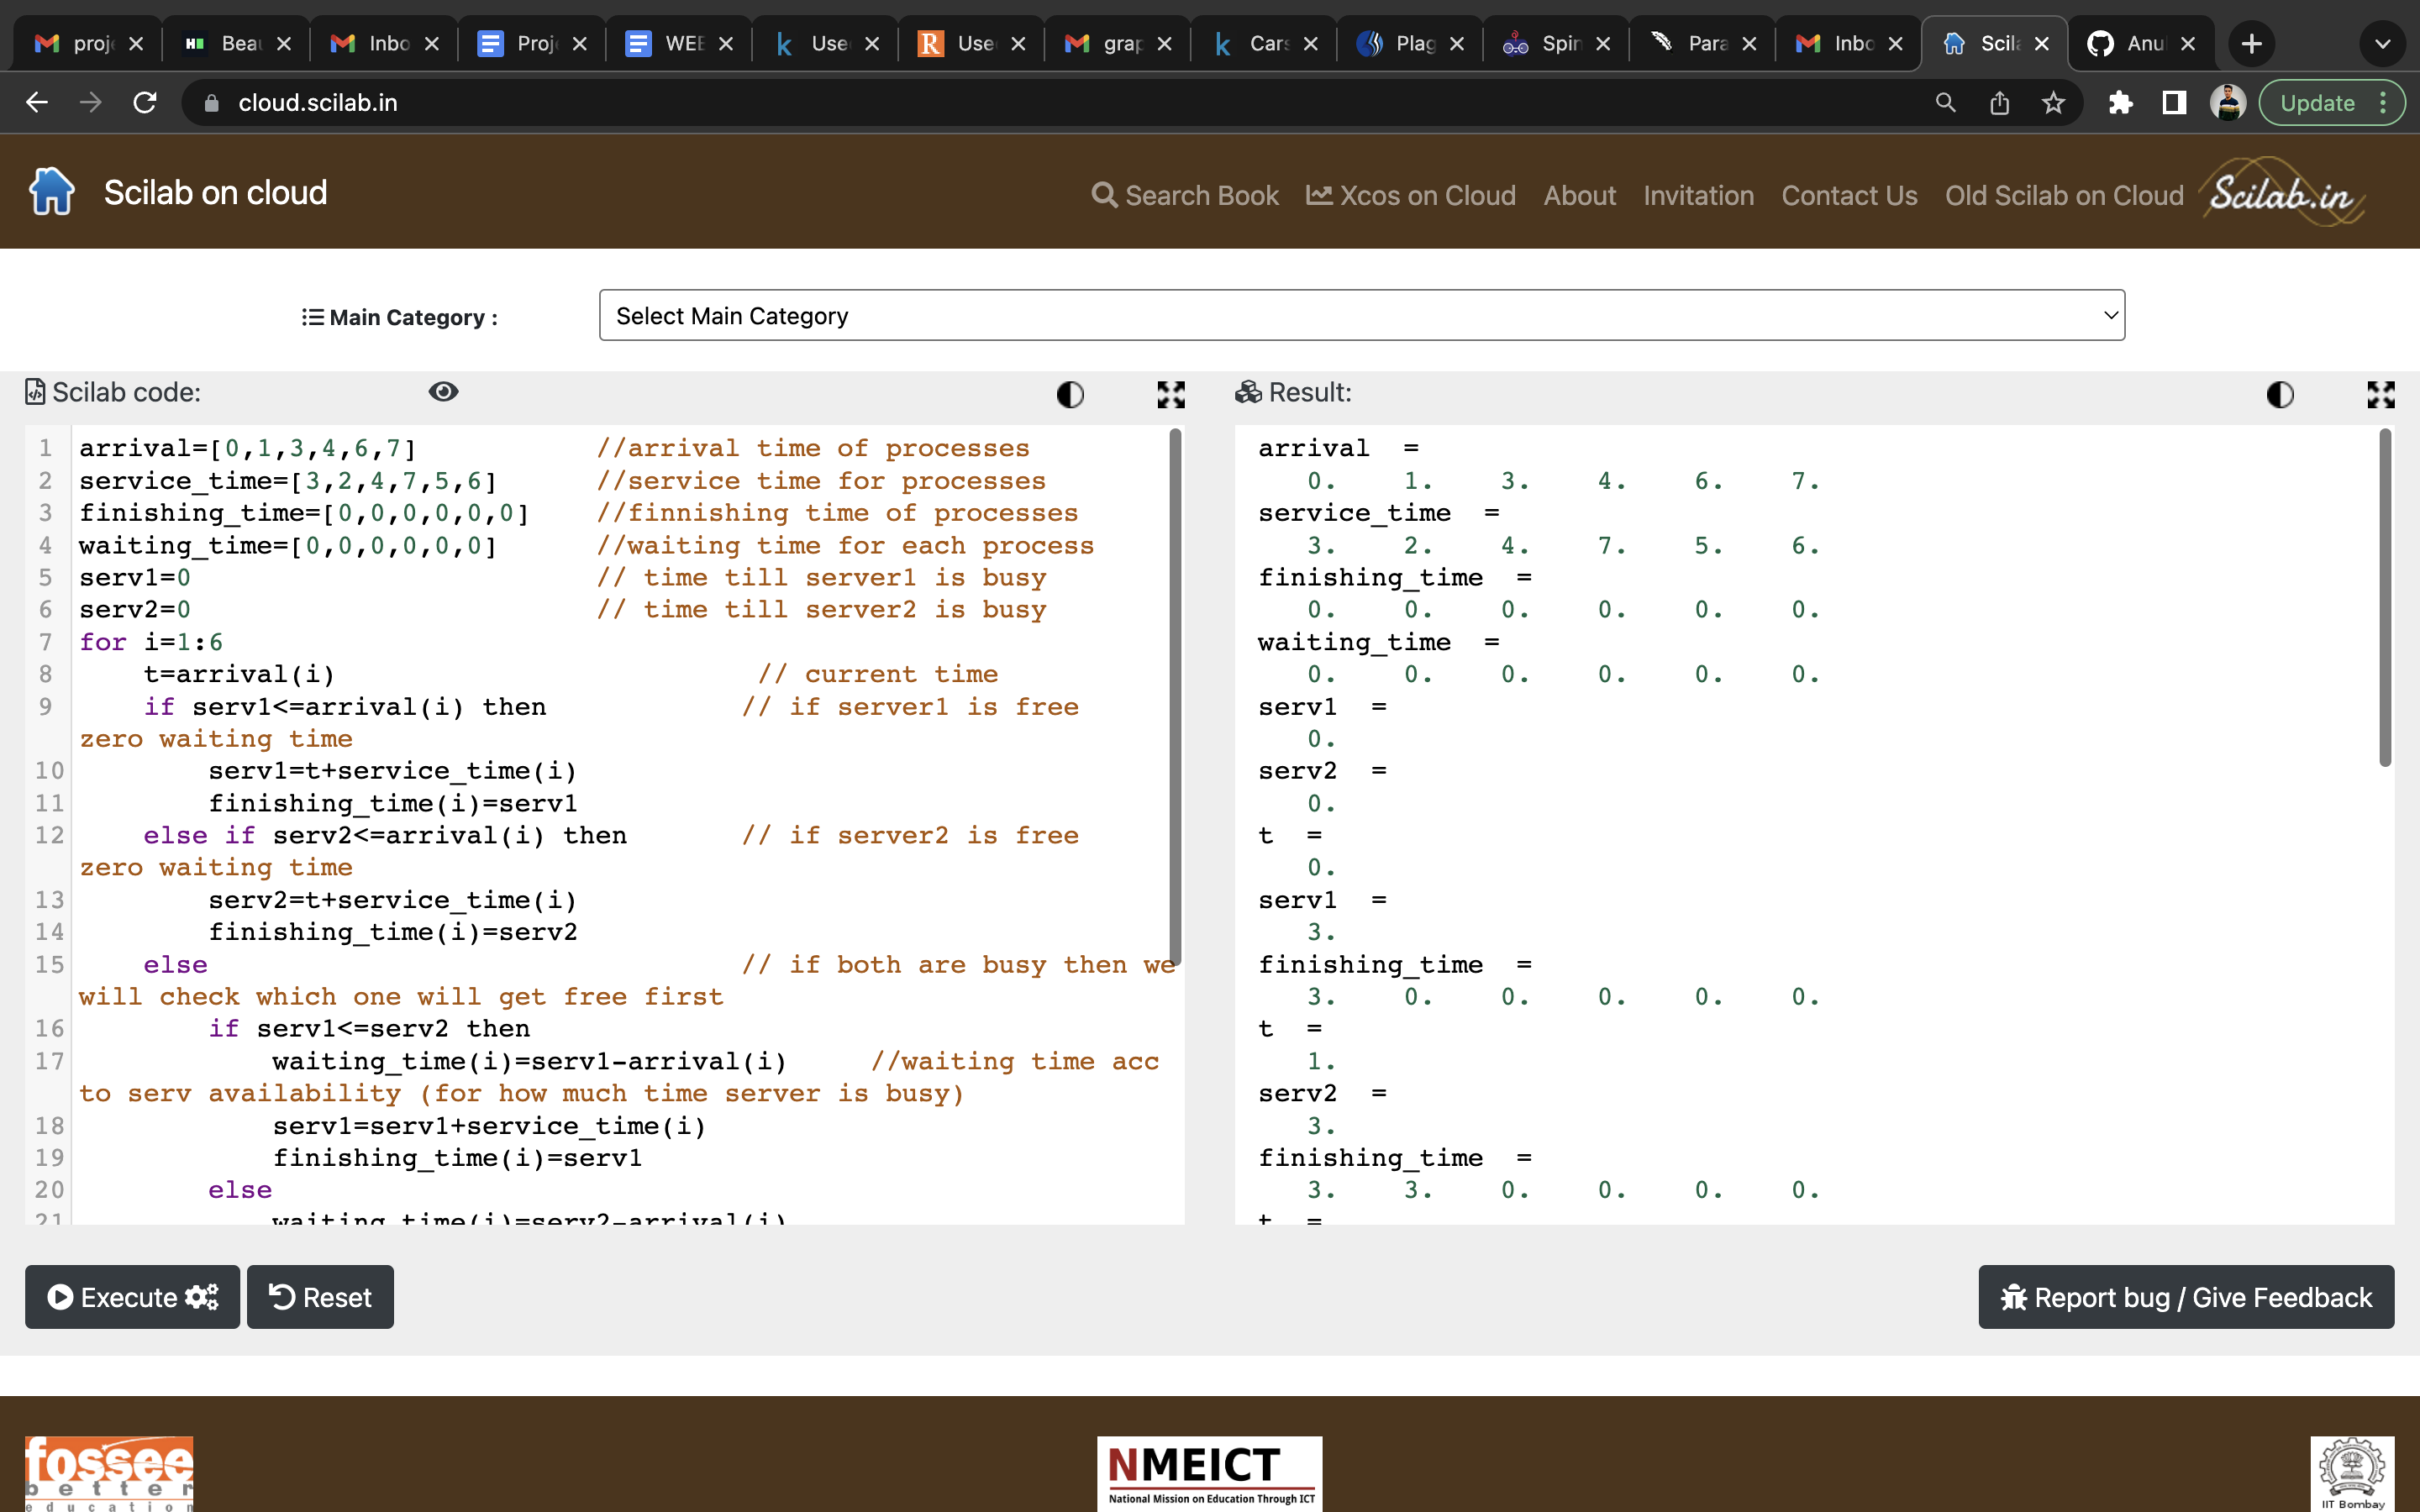 proj
Bea
Inbo
Proj
WEE
Use
Use
grap
Cars
Plag
Spin
Para
Inbo
Scila
Anu
cloud.scilab.in
Update
Scilab on cloud
Search Book Xcos on Cloud About Invitation Contact Us Old Scilab on Cloud Scilab.in
Main Category :
Select Main Category
Scilab code:
1 arrival=[0,1,3,4,6,7] //arrival time of processes
2 service_time=[3,2,4,7,5,6] //service time for processes
3 finishing_time=[0,0,0,0,0,0] //finnishing time of processes
4 waiting_time=[0,0,0,0,0,0] //waiting time for each process
5 serv1=0 // time till server1 is busy
6 serv2=0 // time till server2 is busy
7 for i=1:6
8 t=arrival(i) // current time
9 if serv1<=arrival(i) then // if server1 is free
zero waiting time
10 serv1=t+service_time(i)
11 finishing_time(i)=serv1
12 else if serv2<=arrival(i) then // if server2 is free
zero waiting time
13 serv2=t+service_time(i)
14 finishing_time(i)=serv2
15 else // if both are busy then we
will check which one will get free first
16 if serv1<=serv2 then
17 waiting_time(i)=serv1-arrival(i) //waiting time acc
to serv availability (for how much time server is busy)
18 serv1=serv1+service_time(i)
19 finishing_time(i)=serv1
20 else
21 waiting_time(i)=serv2-arrival(i)
Result:
arrival =
0. 1. 3. 4. 6. 7.
service_time =
3. 2. 4. 7. 5. 6.
finishing_time =
0. 0. 0. 0. 0. 0.
waiting_time =
0. 0. 0. 0. 0. 0.
serv1 =
0.
serv2 =
0.
t =
0.
serv1 =
3.
finishing_time =
3. 0. 0. 0. 0. 0.
t =
1.
serv2 =
3.
finishing_time =
3. 3. 0. 0. 0. 0.
t =
Execute
Reset
Report bug / Give Feedback
fossee
better
education
NMEICT
National Mission on Education Through ICT
IIT Bombay